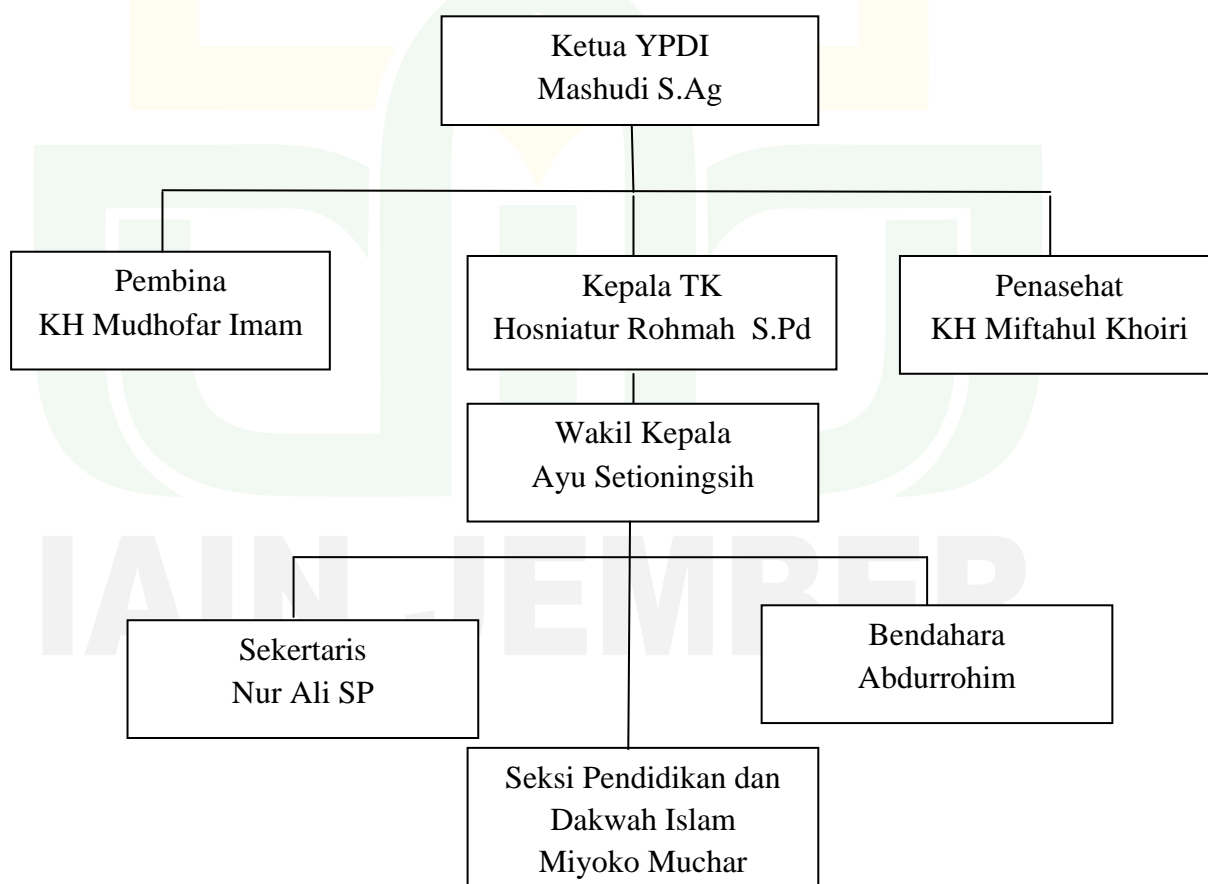 Ketua YPDI
Mashudi S.Ag
Pembina
KH Mudhofar Imam
Kepala TK
Hosniatur Rohmah S.Pd
Penasehat
KH Miftahul Khoiri
Wakil Kepala
Ayu Setioningsih
IAIN JEMBER
Sekertaris
Nur Ali SP
Bendahara
Abdurrohim
Seksi Pendidikan dan
Dakwah Islam
Miyoko Muchar